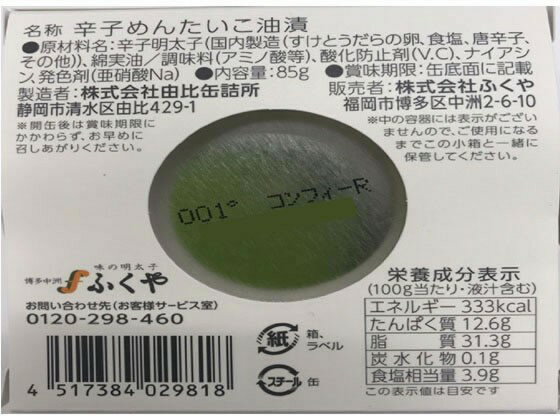 名称 辛子めんたいこ油漬
●原材料名:辛子明太子(国内製造(すけとうだらの卵、食塩、唐辛子、
その他))、綿実油/調味料(アミノ酸等)、酸化防止剤(V.C)、ナイアシ
ン、発色剤(亜硝酸Na) ●内容量:85g ●賞味期限:缶底面に記載
製造者:株式会社由比缶詰所
静岡市清水区由比429-1
販売者:株式会社ふくや
福岡市博多区中洲2-6-10
※開缶後は賞味期限に
かかわらず、お早めに
召しあがりください。
※中の容器には表示がござい
ませんので、ご使用になる
までこの小箱と一緒に
保管してください。
001° コンフィーR
味の明太子
博多中洲 ふくや
お問い合わせ先(お客様サービス室)
0120-298-460
4 517384 029818
紙 箱、
ラベル
スチール 缶
栄養成分表示
(100g当たり・液汁含む)
エネルギー 333kcal
たんぱく質 12.6g
脂質 31.3g
炭水化物 0.1g
食塩相当量 3.9g
この表示値は目安です